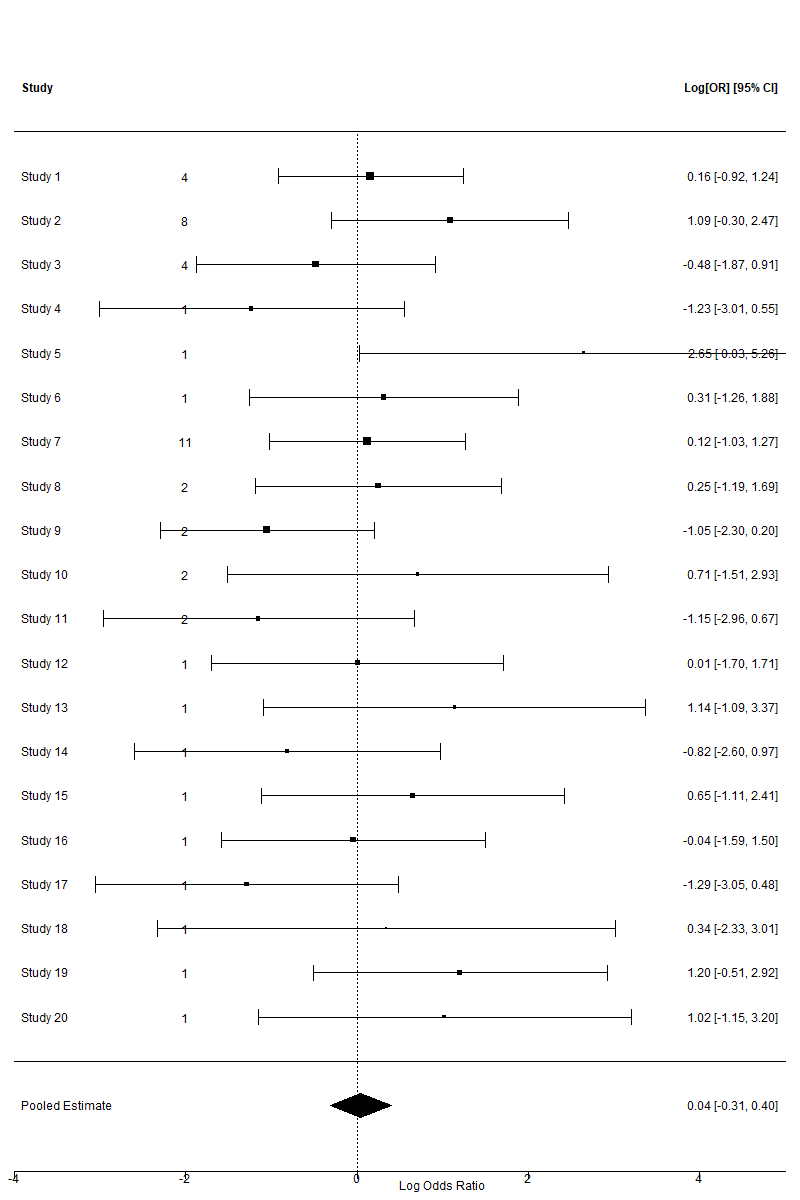 Study Log[OR] [95% CI]
Study 1 4 0.16 [-0.92, 1.24]
Study 2 8 1.09 [-0.30, 2.47]
Study 3 4 -0.48 [-1.87, 0.91]
Study 4 1 -1.23 [-3.01, 0.55]
Study 5 1 2.65 [ 0.03, 5.26]
Study 6 1 0.31 [-1.26, 1.88]
Study 7 11 0.12 [-1.03, 1.27]
Study 8 2 0.25 [-1.19, 1.69]
Study 9 2 -1.05 [-2.30, 0.20]
Study 10 2 0.71 [-1.51, 2.93]
Study 11 2 -1.15 [-2.96, 0.67]
Study 12 1 0.01 [-1.70, 1.71]
Study 13 1 1.14 [-1.09, 3.37]
Study 14 1 -0.82 [-2.60, 0.97]
Study 15 1 0.65 [-1.11, 2.41]
Study 16 1 -0.04 [-1.59, 1.50]
Study 17 1 -1.29 [-3.05, 0.48]
Study 18 1 0.34 [-2.33, 3.01]
Study 19 1 1.20 [-0.51, 2.92]
Study 20 1 1.02 [-1.15, 3.20]
Pooled Estimate 0.04 [-0.31, 0.40]
-4 -2 0 2 4
Log Odds Ratio